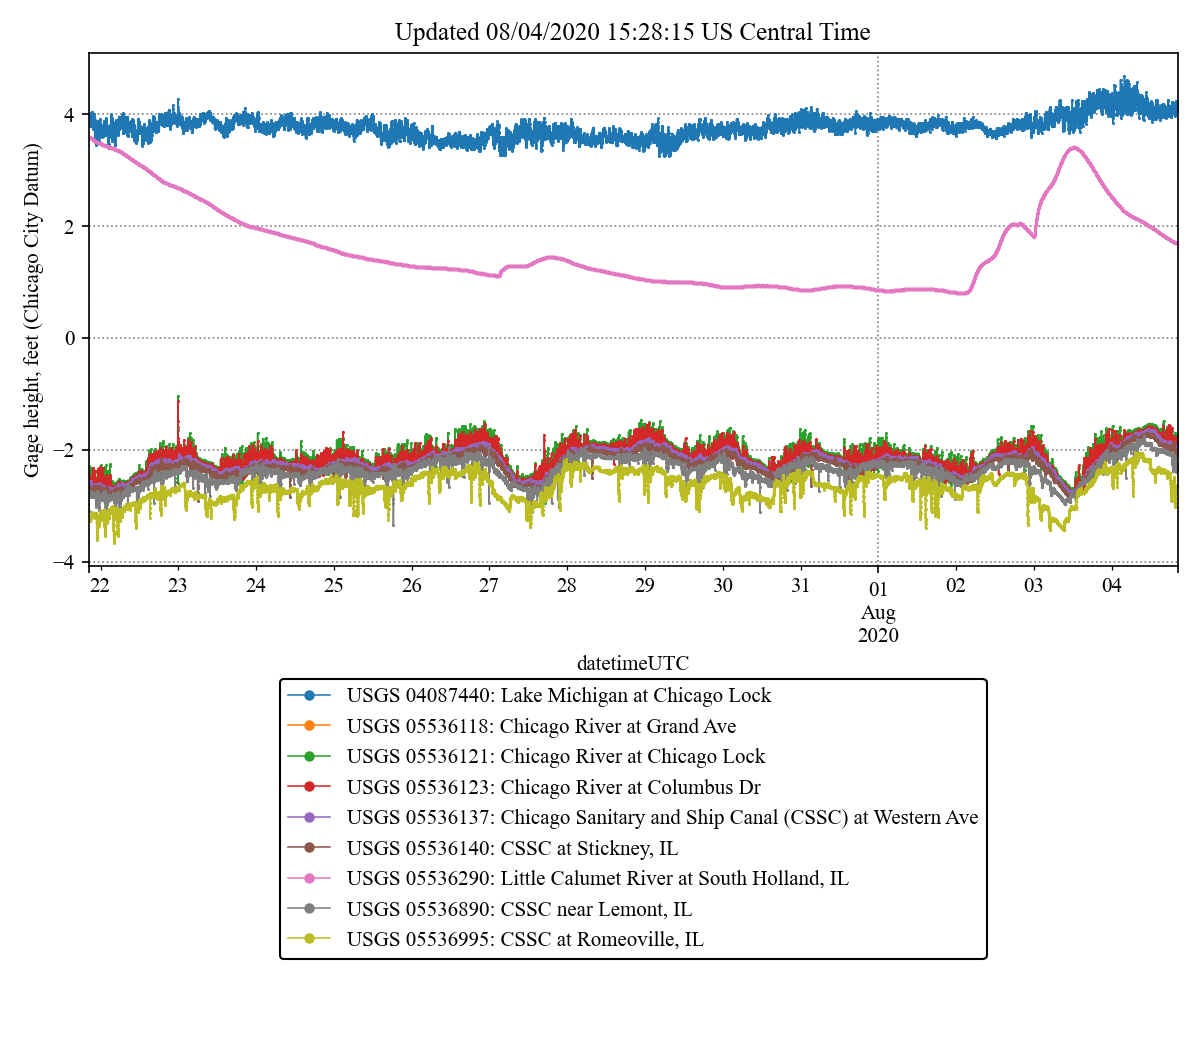 Updated 08/04/2020 15:28:15 US Central Time
Gage height, feet (Chicago City Datum)
4
2
0
−2
−4
22 23 24 25 26 27 28 29 30 31 01 02 03 04
Aug
2020
datetimeUTC
USGS 04087440: Lake Michigan at Chicago Lock
USGS 05536118: Chicago River at Grand Ave
USGS 05536121: Chicago River at Chicago Lock
USGS 05536123: Chicago River at Columbus Dr
USGS 05536137: Chicago Sanitary and Ship Canal (CSSC) at Western Ave
USGS 05536140: CSSC at Stickney, IL
USGS 05536290: Little Calumet River at South Holland, IL
USGS 05536890: CSSC near Lemont, IL
USGS 05536995: CSSC at Romeoville, IL